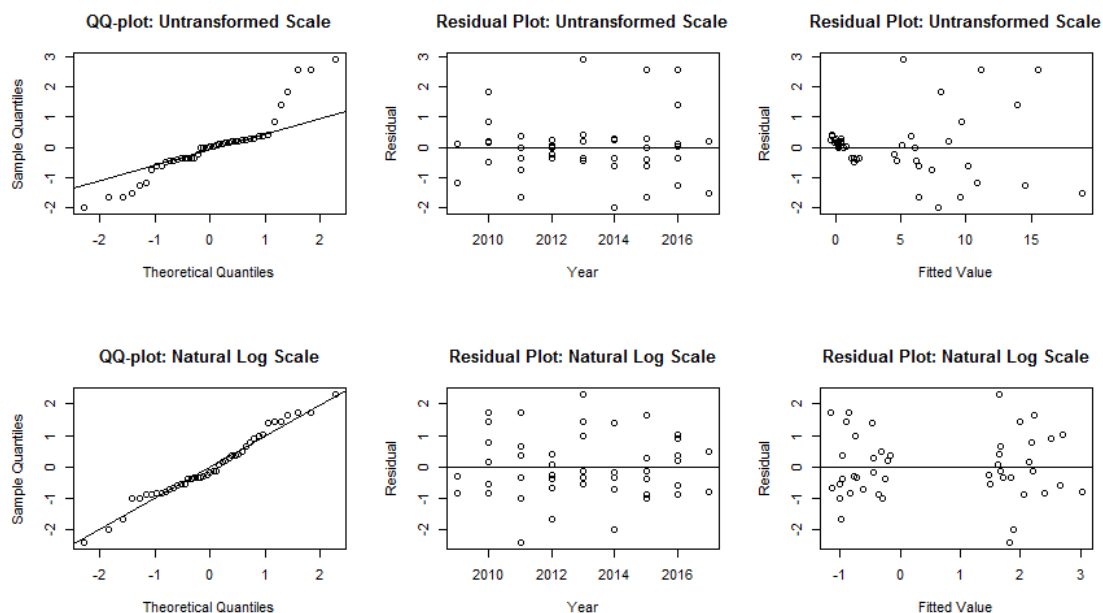 QQ-plot: Untransformed Scale
Sample Quantiles
3
2
1
0
-1
-2
-2 -1 0 1 2
Theoretical Quantiles
Residual Plot: Untransformed Scale
Residual
3
2
1
0
-1
-2
2010 2012 2014 2016
Year
Residual Plot: Untransformed Scale
Residual
3
2
1
0
-1
-2
0 5 10 15
Fitted Value
QQ-plot: Natural Log Scale
Sample Quantiles
2
1
0
-1
-2
-2 -1 0 1 2
Theoretical Quantiles
Residual Plot: Natural Log Scale
Residual
2
1
0
-1
-2
2010 2012 2014 2016
Year
Residual Plot: Natural Log Scale
Residual
2
1
0
-1
-2
-1 0 1 2 3
Fitted Value